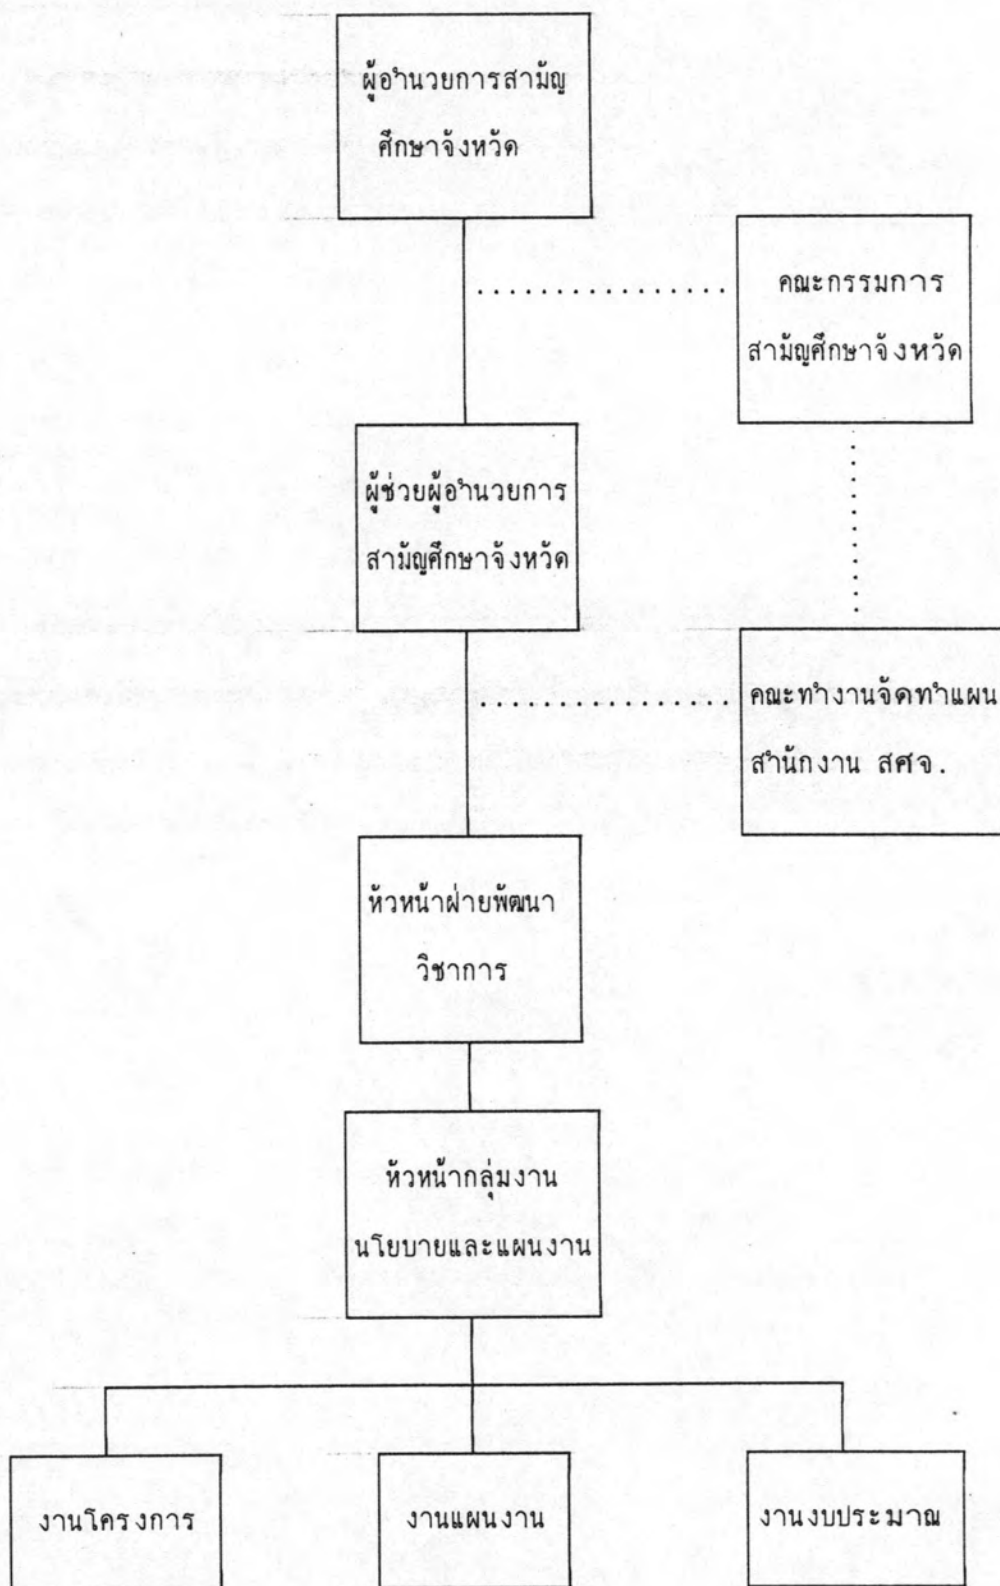 ผู้อำนวยการสามัญ
ศึกษาจังหวัด
คณะกรรมการ
สามัญศึกษาจังหวัด
ผู้ช่วยผู้อำนวยการ
สามัญศึกษาจังหวัด
คณะทำงานจัดทำแผน
สำนักงาน สศจ.
หัวหน้าฝ่ายพัฒนา
วิชาการ
หัวหน้ากลุ่มงาน
นโยบายและแผนงาน
งานโครงการ
งานแผนงาน
งานงบประมาณ